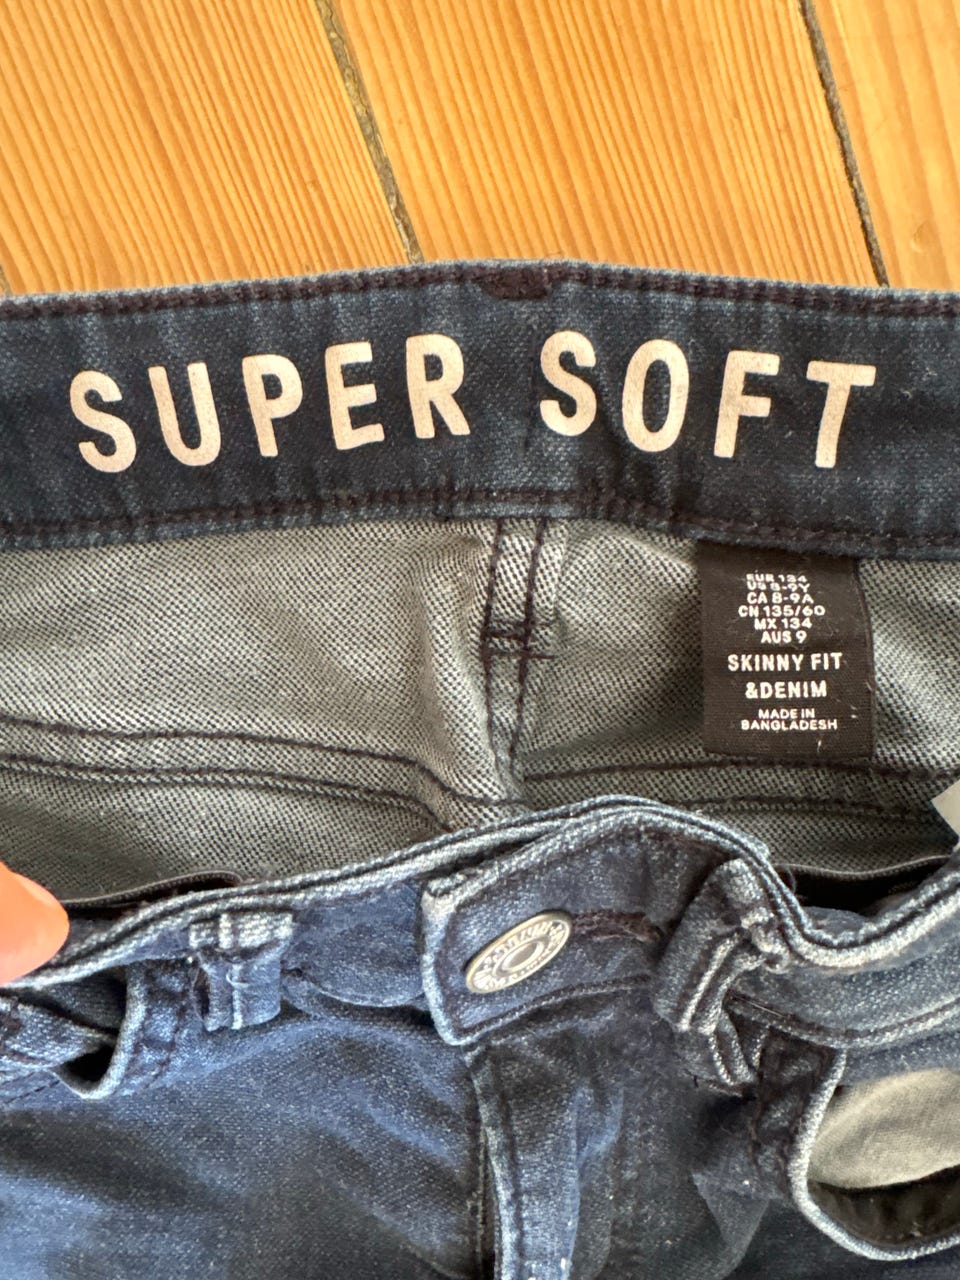 SUPER SOFT
EUR 134
US 8-9Y
CA 8-9A
CN 135/60
MX 134
AUS 9
SKINNY FIT
&DENIM
MADE IN
BANGLADESH